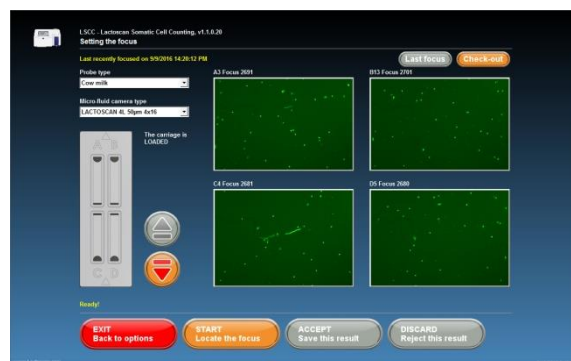 LSCC - Lactoscan Somatic Cell Counting, v1.1.0.20
Setting the focus
Last recently focused on 9/9/2016 14:20:12 PM
Last focus
Check-out
Probe type
Cow milk
Micro-fluid camera type
LACTOSCAN 4L 50µm 4x16
The carriage is
LOADED
A B
C D
A3 Focus 2691
B13 Focus 2701
C4 Focus 2681
D5 Focus 2680
Ready!
EXIT
Back to options
START
Locate the focus
ACCEPT
Save this result
DISCARD
Reject this result